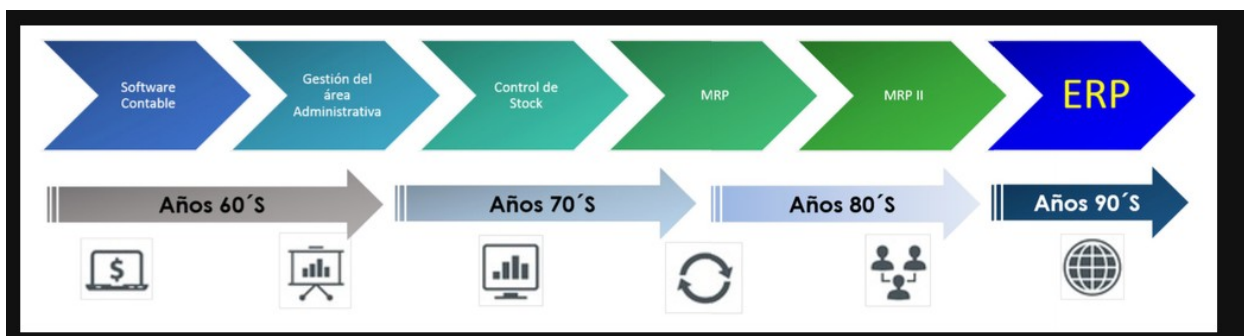 Software
Contable
Gestión del
área
Administrativa
Control de
Stock
MRP
MRP II
ERP
Años 60´S
Años 70´S
Años 80´S
Años 90´S
$